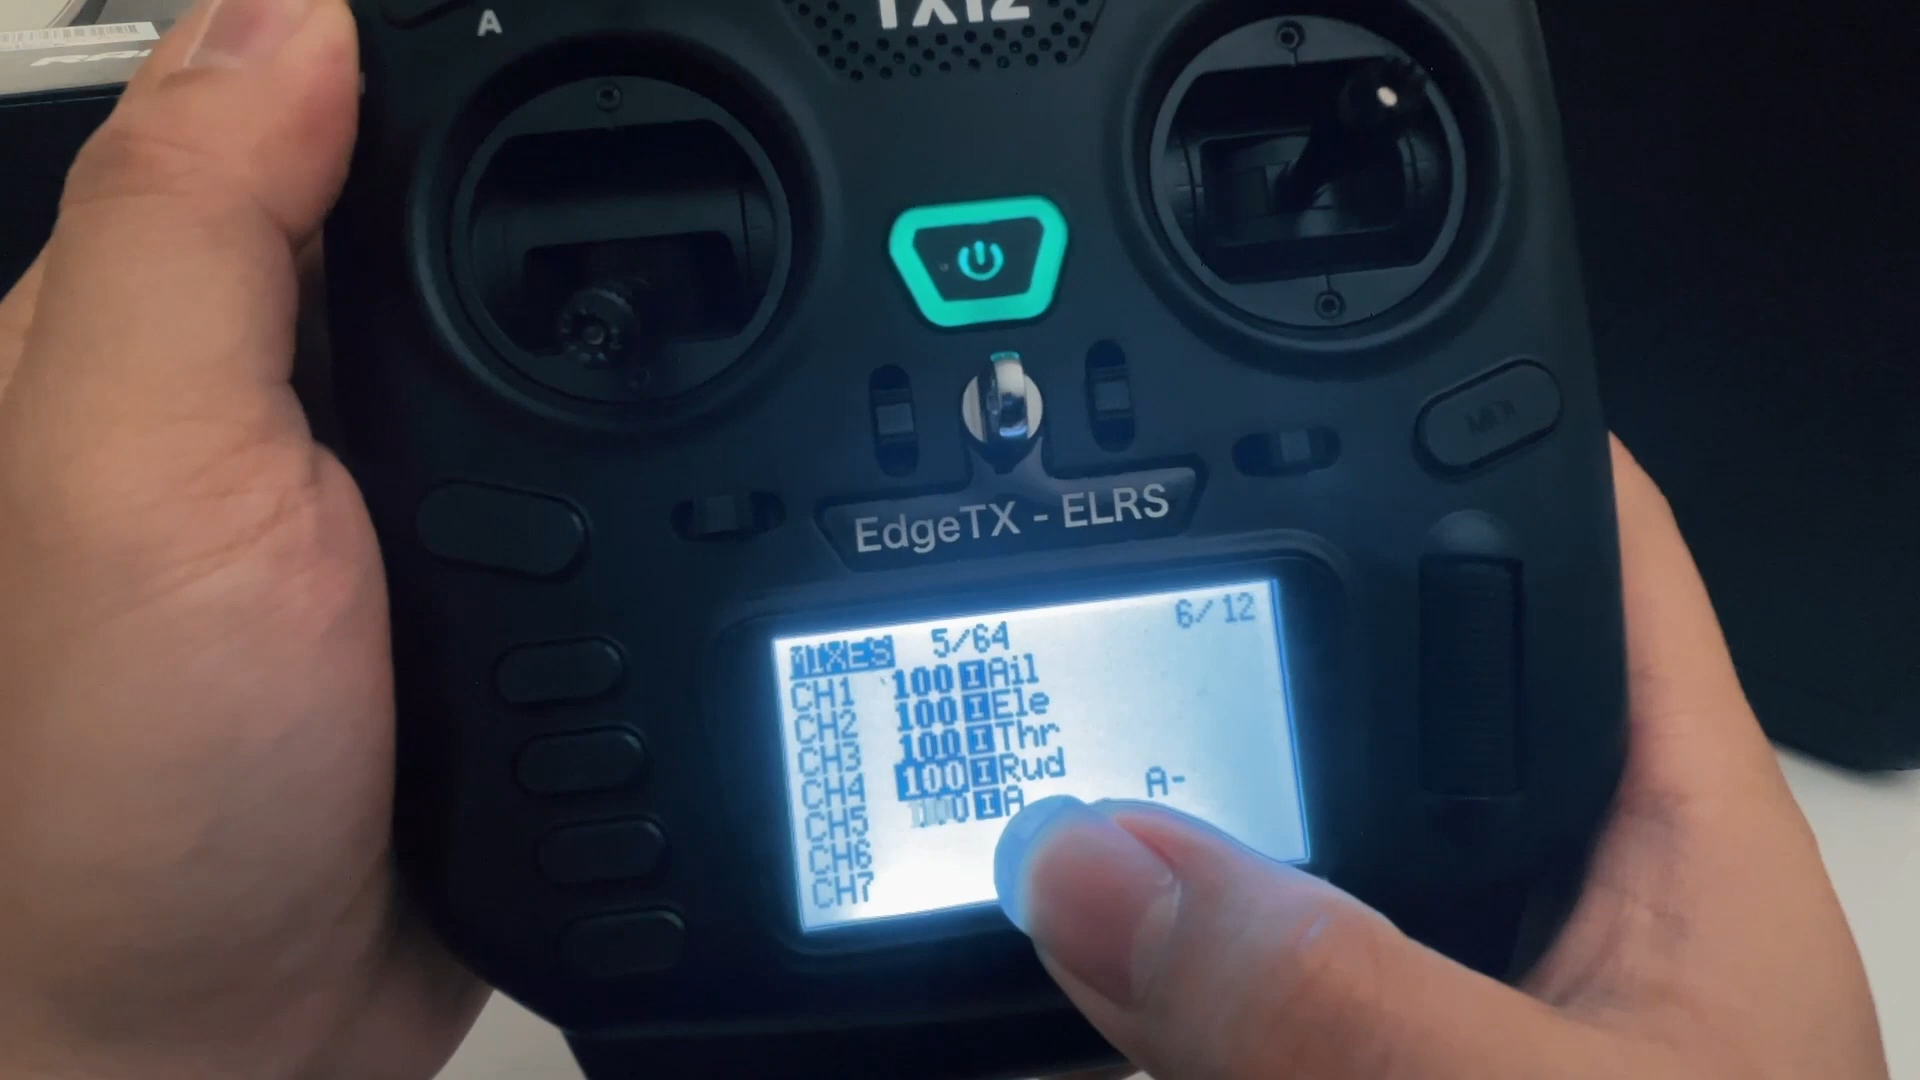 A
TX12
EdgeTX - ELRS
MIXES 5/64 6/12
CH1 100 I Ail
CH2 100 I Ele
CH3 100 I Thr
CH4 100 I Rud
CH5 100 I A A-
CH6
CH7